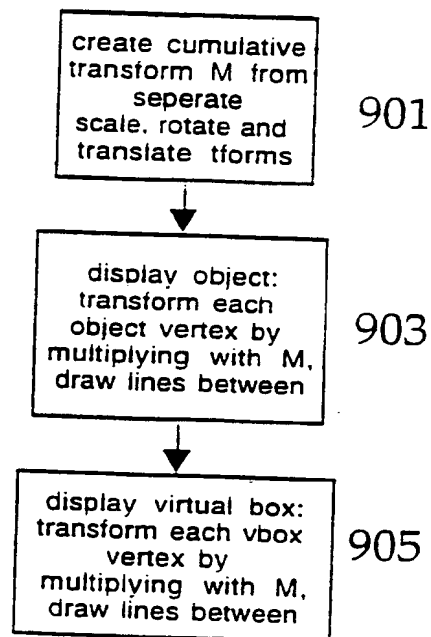 create cumulative
transform M from
seperate
scale, rotate and
translate tforms
901
display object:
transform each
object vertex by
multiplying with M,
draw lines between
903
display virtual box:
transform each vbox
vertex by
multiplying with M,
draw lines between
905